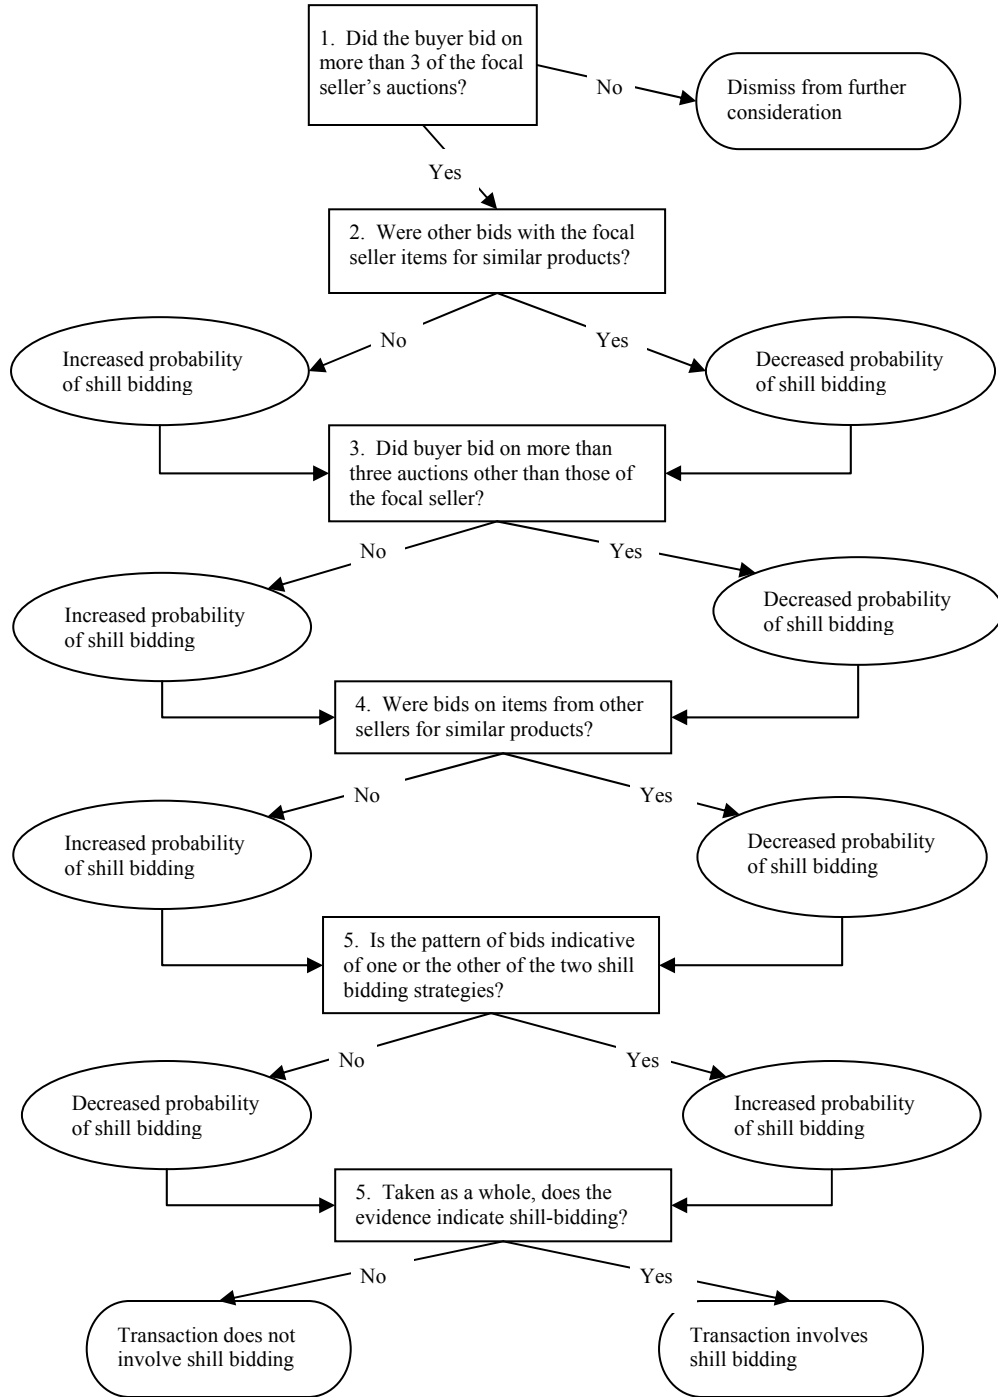 1. Did the buyer bid on
more than 3 of the focal
seller's auctions?
No
Dismiss from further
consideration
Yes
2. Were other bids with the focal
seller items for similar products?
No
Yes
Increased probability
of shill bidding
Decreased probability
of shill bidding
3. Did buyer bid on more than
three auctions other than those of
the focal seller?
No
Yes
Increased probability
of shill bidding
Decreased probability
of shill bidding
4. Were bids on items from other
sellers for similar products?
No
Yes
Increased probability
of shill bidding
Decreased probability
of shill bidding
5. Is the pattern of bids indicative
of one or the other of the two shill
bidding strategies?
No
Yes
Decreased probability
of shill bidding
Increased probability
of shill bidding
5. Taken as a whole, does the
evidence indicate shill-bidding?
No
Yes
Transaction does not
involve shill bidding
Transaction involves
shill bidding